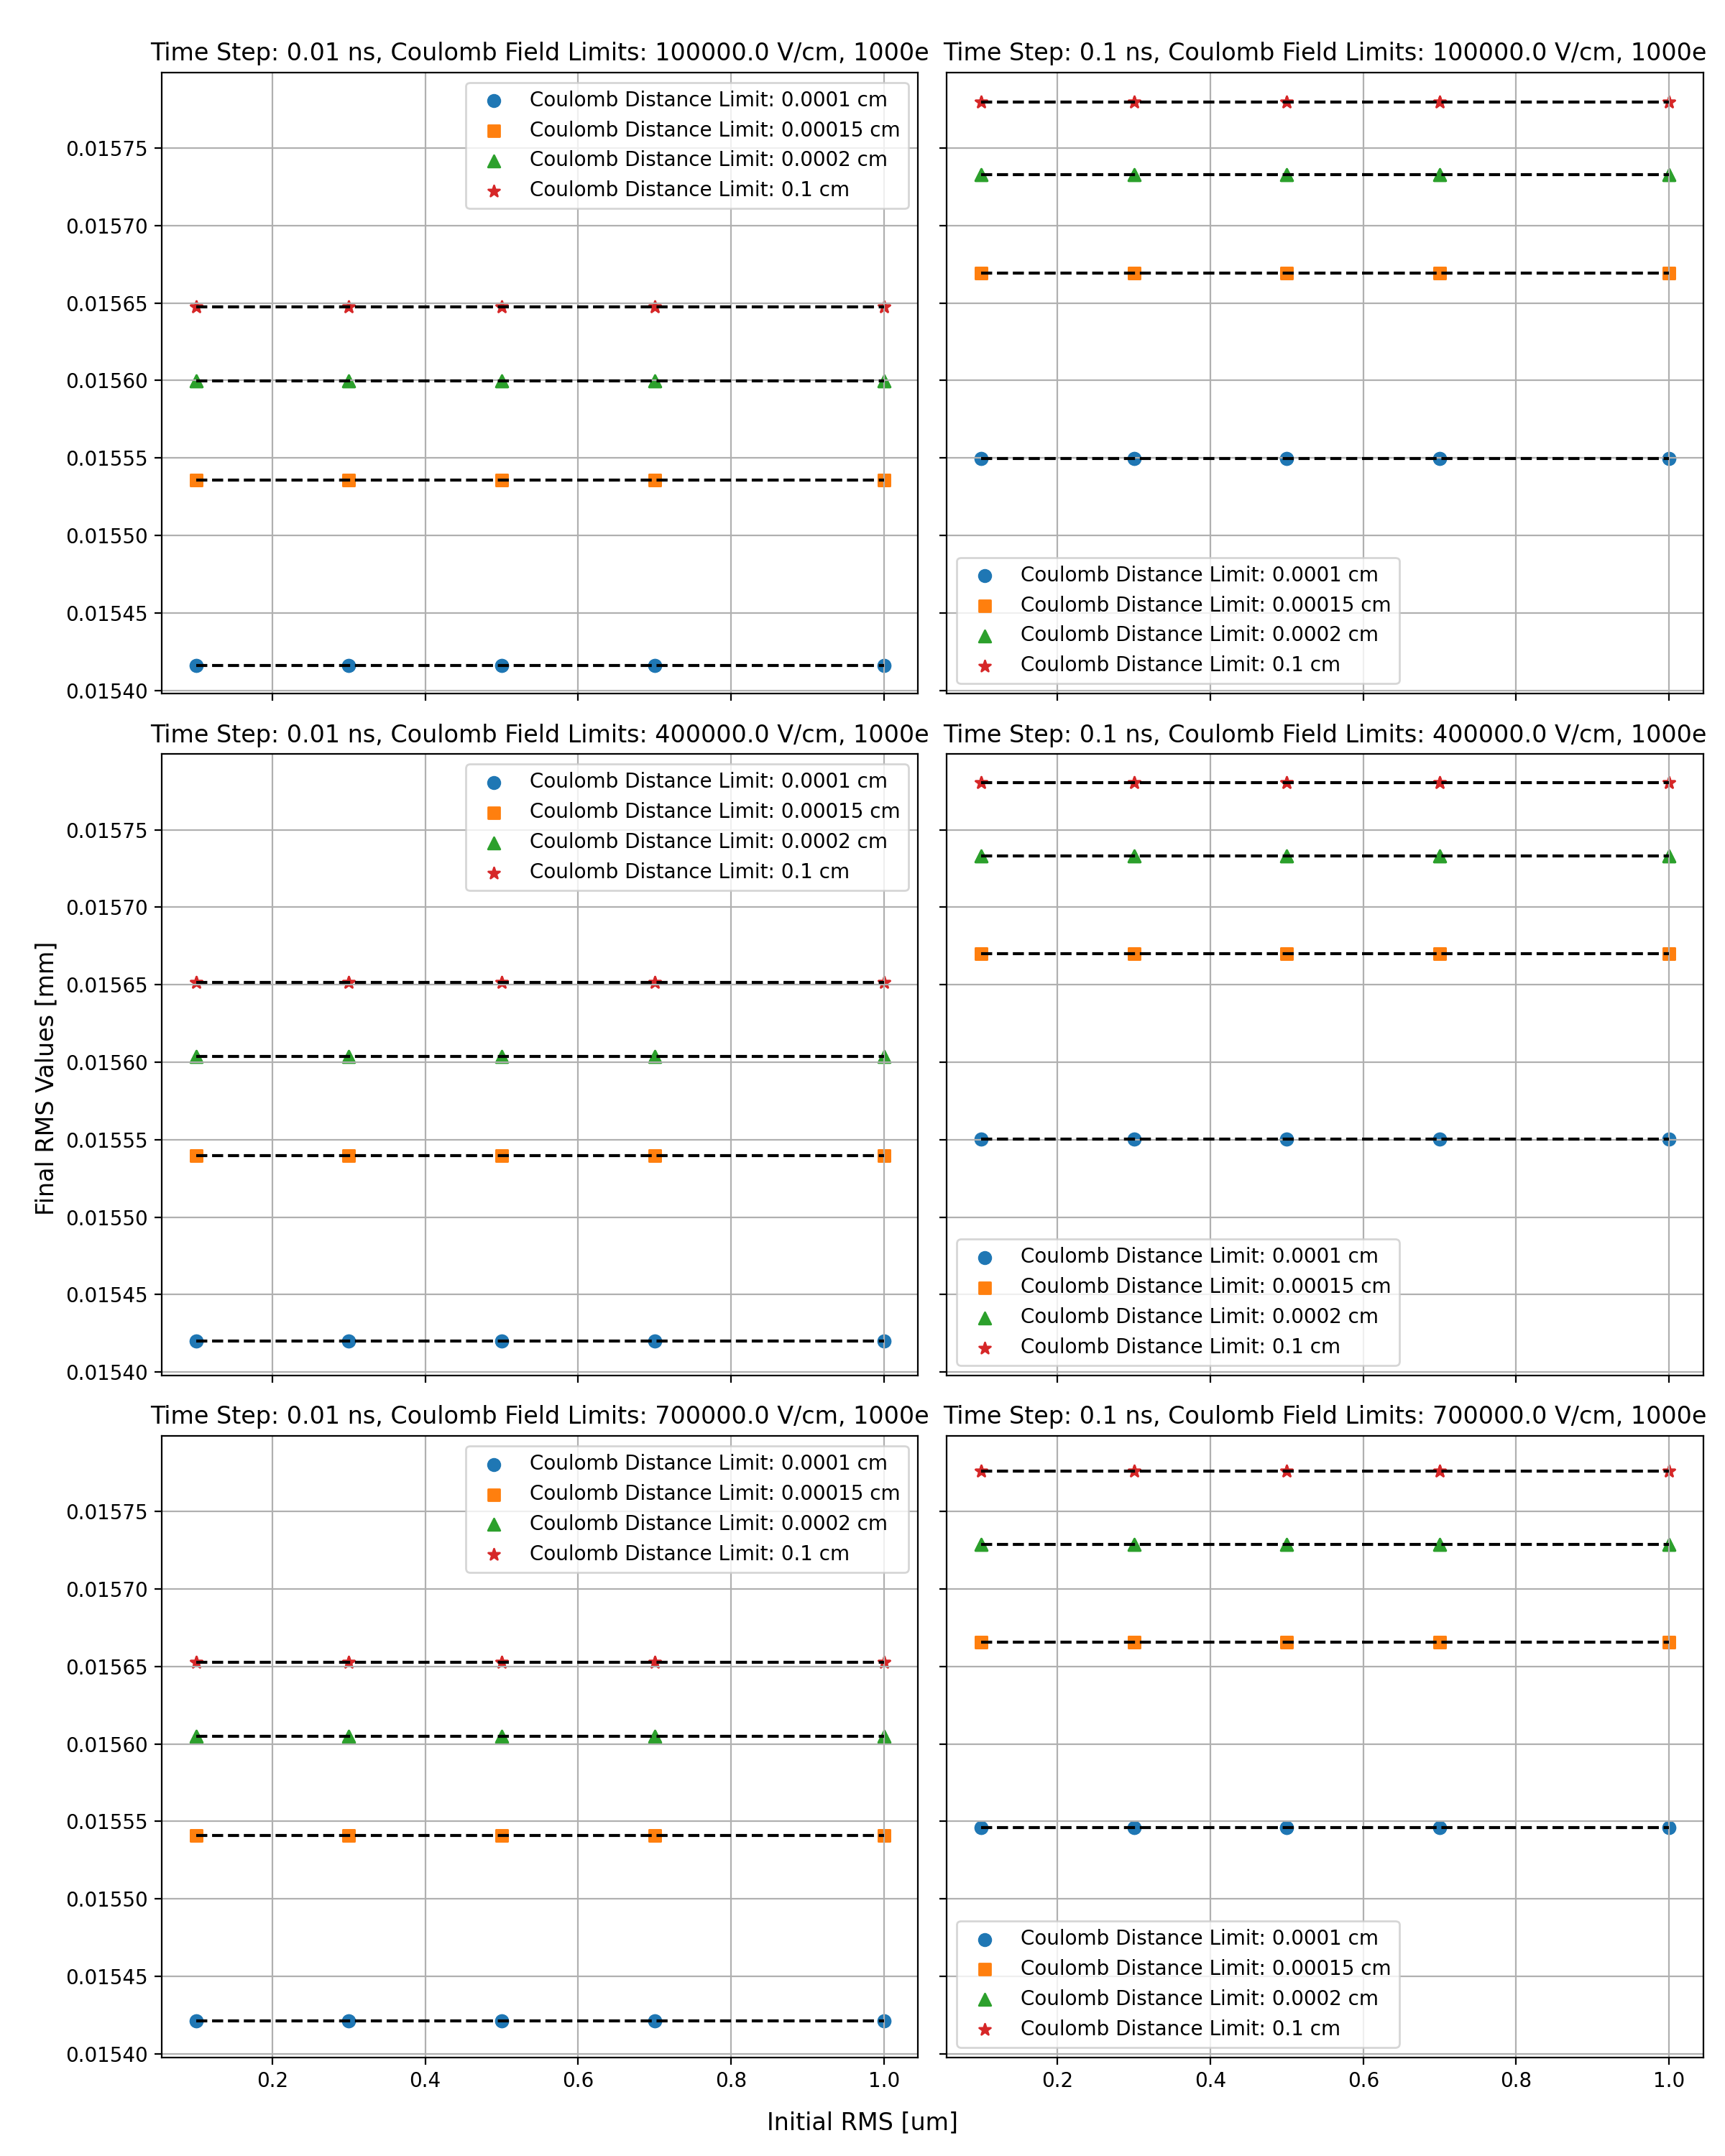 Time Step: 0.01 ns, Coulomb Field Limits: 100000.0 V/cm, 1000e
Coulomb Distance Limit: 0.0001 cm
Coulomb Distance Limit: 0.00015 cm
Coulomb Distance Limit: 0.0002 cm
Coulomb Distance Limit: 0.1 cm
0.01575
0.01570
0.01565
0.01560
0.01555
0.01550
0.01545
0.01540
Time Step: 0.1 ns, Coulomb Field Limits: 100000.0 V/cm, 1000e
Coulomb Distance Limit: 0.0001 cm
Coulomb Distance Limit: 0.00015 cm
Coulomb Distance Limit: 0.0002 cm
Coulomb Distance Limit: 0.1 cm
Time Step: 0.01 ns, Coulomb Field Limits: 400000.0 V/cm, 1000e
Coulomb Distance Limit: 0.0001 cm
Coulomb Distance Limit: 0.00015 cm
Coulomb Distance Limit: 0.0002 cm
Coulomb Distance Limit: 0.1 cm
0.01575
0.01570
0.01565
0.01560
0.01555
0.01550
0.01545
0.01540
Final RMS Values [mm]
Time Step: 0.1 ns, Coulomb Field Limits: 400000.0 V/cm, 1000e
Coulomb Distance Limit: 0.0001 cm
Coulomb Distance Limit: 0.00015 cm
Coulomb Distance Limit: 0.0002 cm
Coulomb Distance Limit: 0.1 cm
Time Step: 0.01 ns, Coulomb Field Limits: 700000.0 V/cm, 1000e
Coulomb Distance Limit: 0.0001 cm
Coulomb Distance Limit: 0.00015 cm
Coulomb Distance Limit: 0.0002 cm
Coulomb Distance Limit: 0.1 cm
0.01575
0.01570
0.01565
0.01560
0.01555
0.01550
0.01545
0.01540
0.2 0.4 0.6 0.8 1.0
Time Step: 0.1 ns, Coulomb Field Limits: 700000.0 V/cm, 1000e
Coulomb Distance Limit: 0.0001 cm
Coulomb Distance Limit: 0.00015 cm
Coulomb Distance Limit: 0.0002 cm
Coulomb Distance Limit: 0.1 cm
0.2 0.4 0.6 0.8 1.0
Initial RMS [um]